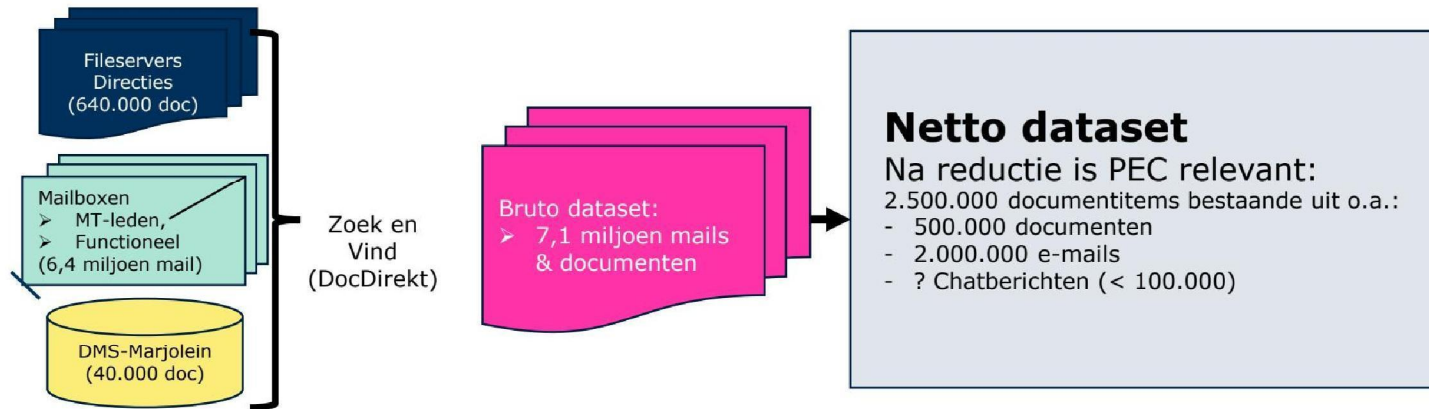 Fileservers
Directies
(640.000 doc)
Mailboxen
➢ MT-leden,
➢ Functioneel
(6,4 miljoen mail)
DMS-Marjolein
(40.000 doc)
Zoek en
Vind
(DocDirekt)
Bruto dataset:
➢ 7,1 miljoen mails
& documenten
Netto dataset
Na reductie is PEC relevant:
2.500.000 documentitems bestaande uit o.a.:
- 500.000 documenten
- 2.000.000 e-mails
- ? Chatberichten (< 100.000)